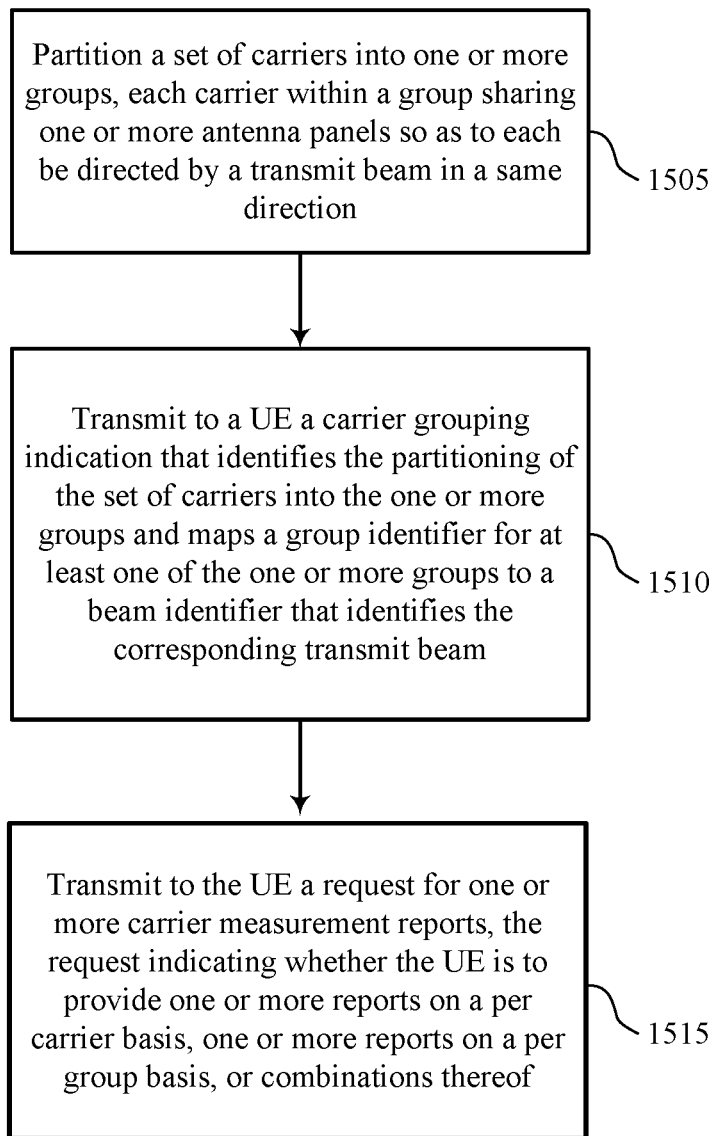 Partition a set of carriers into one or more
groups, each carrier within a group sharing
one or more antenna panels so as to each
be directed by a transmit beam in a same
direction
1505
Transmit to a UE a carrier grouping
indication that identifies the partitioning of
the set of carriers into the one or more
groups and maps a group identifier for at
least one of the one or more groups to a
beam identifier that identifies the
corresponding transmit beam
1510
Transmit to the UE a request for one or
more carrier measurement reports, the
request indicating whether the UE is to
provide one or more reports on a per
carrier basis, one or more reports on a per
group basis, or combinations thereof
1515